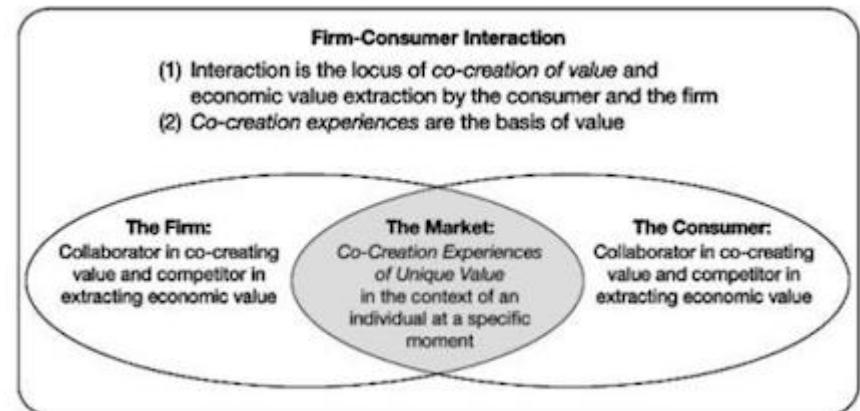 Firm-Consumer Interaction
(1) Interaction is the locus of co-creation of value and
economic value extraction by the consumer and the firm
(2) Co-creation experiences are the basis of value
The Firm:
Collaborator in co-creating
value and competitor in
extracting economic value
The Market:
Co-Creation Experiences
of Unique Value
in the context of an
individual at a specific
moment
The Consumer:
Collaborator in co-creating
value and competitor in
extracting economic value